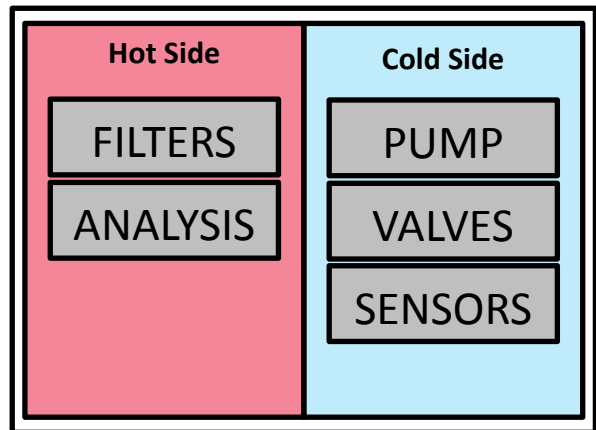 Hot Side
FILTERS
ANALYSIS
Cold Side
PUMP
VALVES
SENSORS